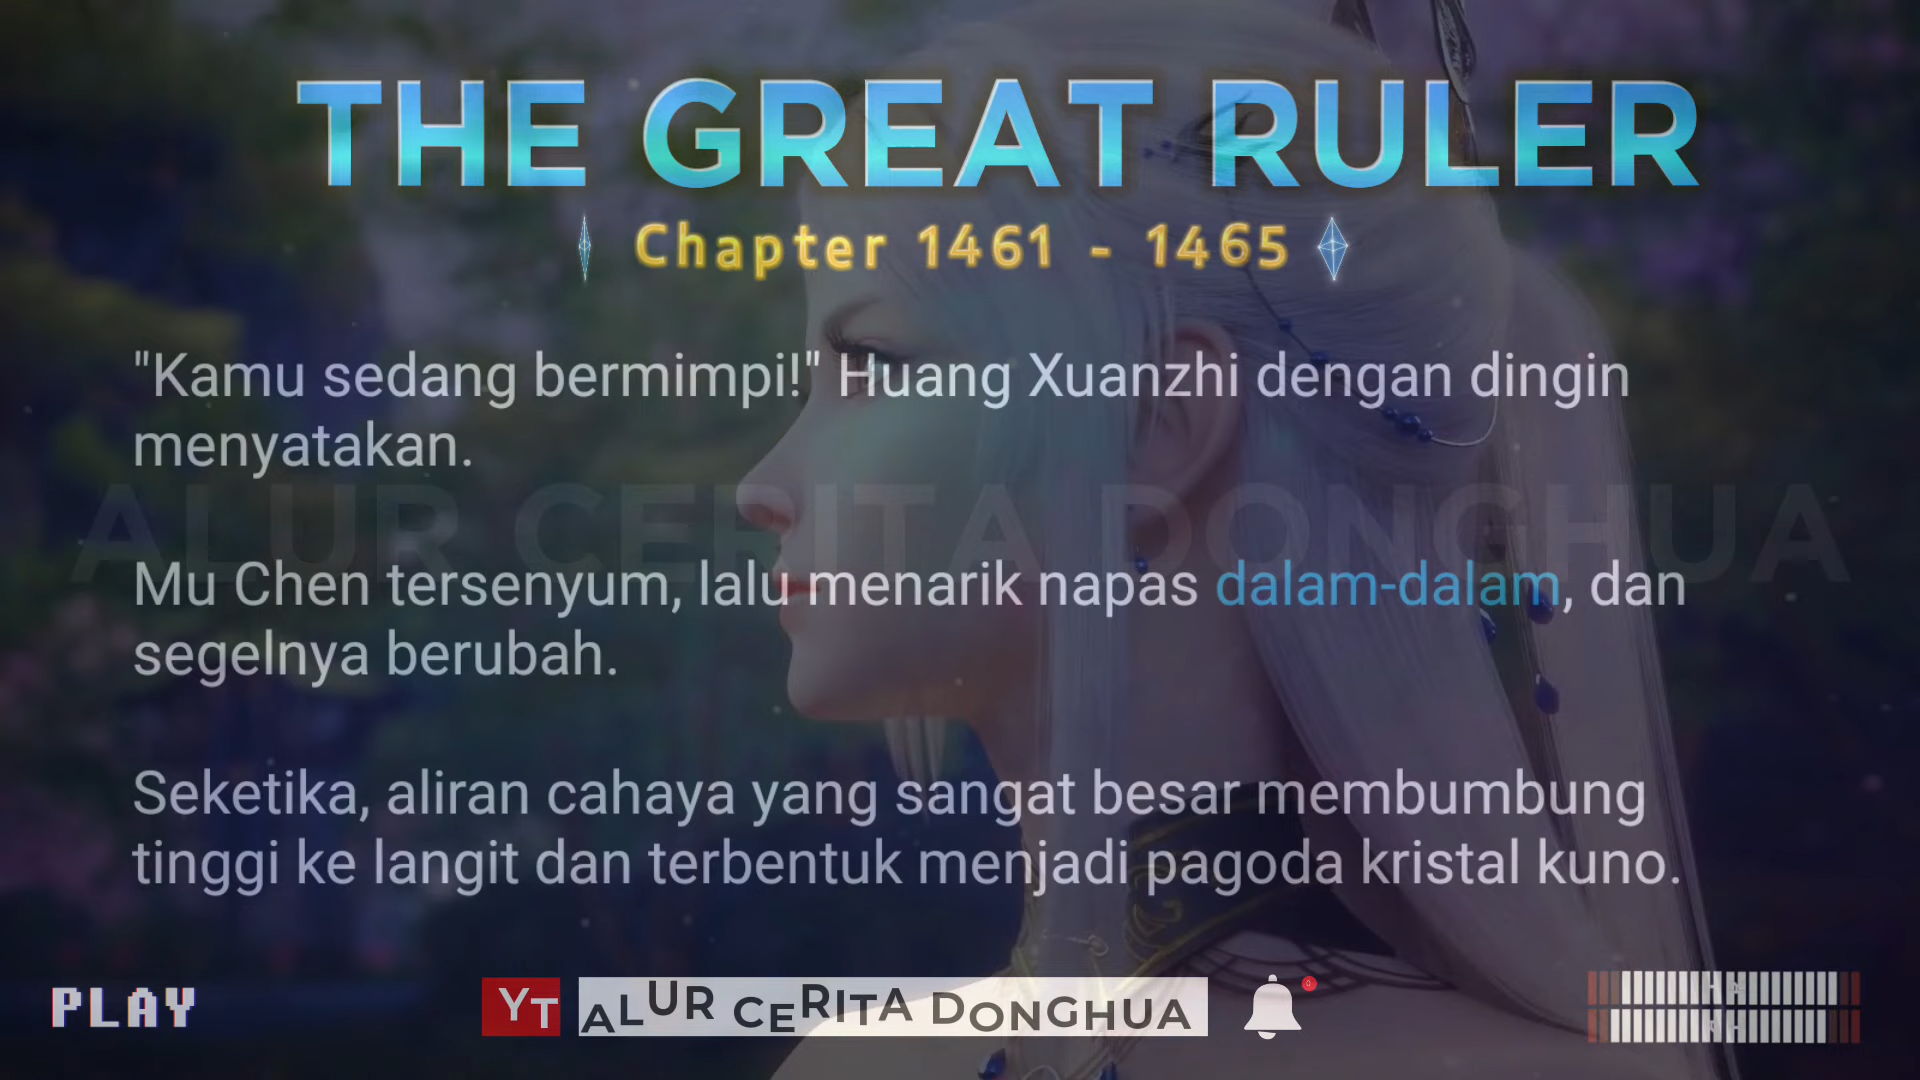 THE GREAT RULER
Chapter 1461 - 1465
"Kamu sedang bermimpi!" Huang Xuanzhi dengan dingin
menyatakan.
ALUR CERITA DONGHUA
Mu Chen tersenyum, lalu menarik napas dalam-dalam, dan
segelnya berubah.
Seketika, aliran cahaya yang sangat besar membumbung
tinggi ke langit dan terbentuk menjadi pagoda kristal kuno.
PLAY
YT ALUR CERITA DONGHUA